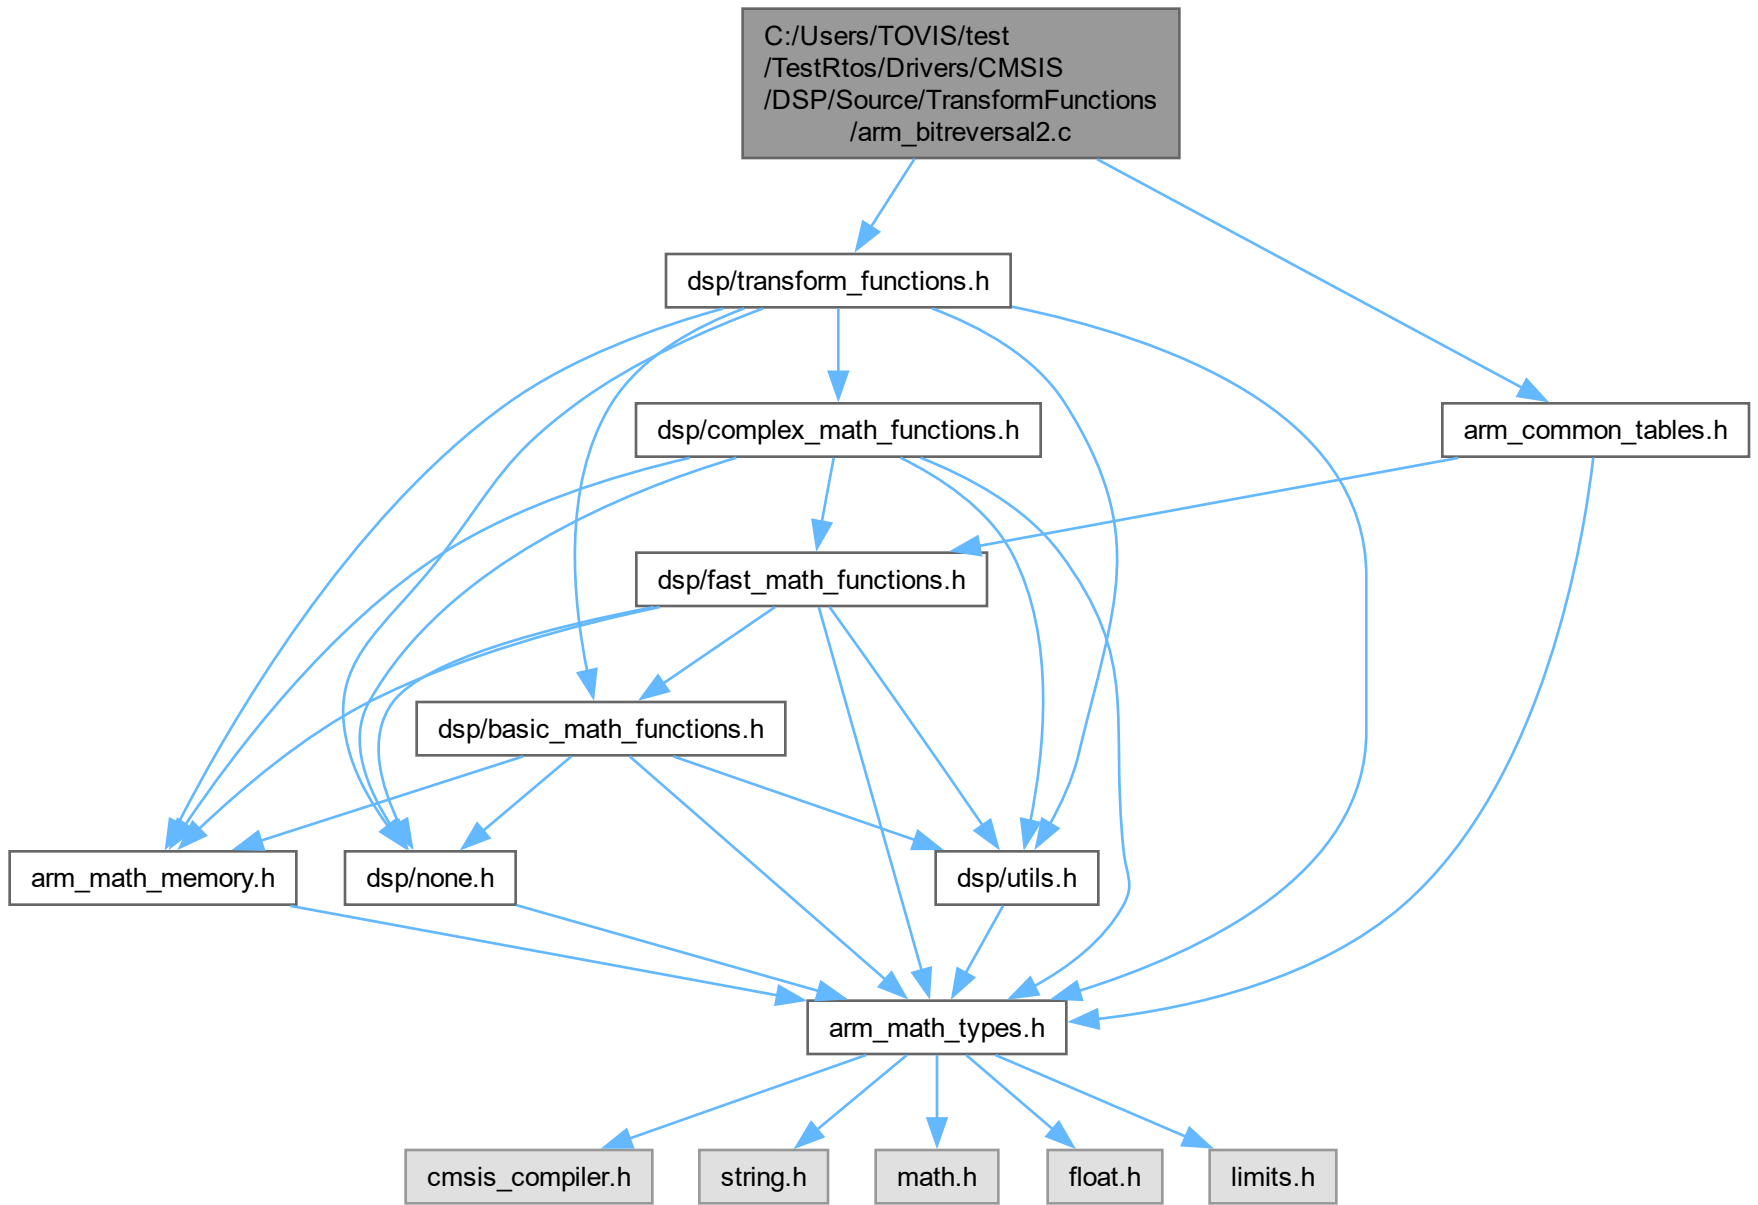 C:/Users/TOVIS/test
/TestRtos/Drivers/CMSIS
/DSP/Source/TransformFunctions
/arm_bitreversal2.c
dsp/transform_functions.h
dsp/complex_math_functions.h
arm_common_tables.h
dsp/fast_math_functions.h
dsp/basic_math_functions.h
arm_math_memory.h
dsp/none.h
dsp/utils.h
arm_math_types.h
cmsis_compiler.h
string.h
math.h
float.h
limits.h